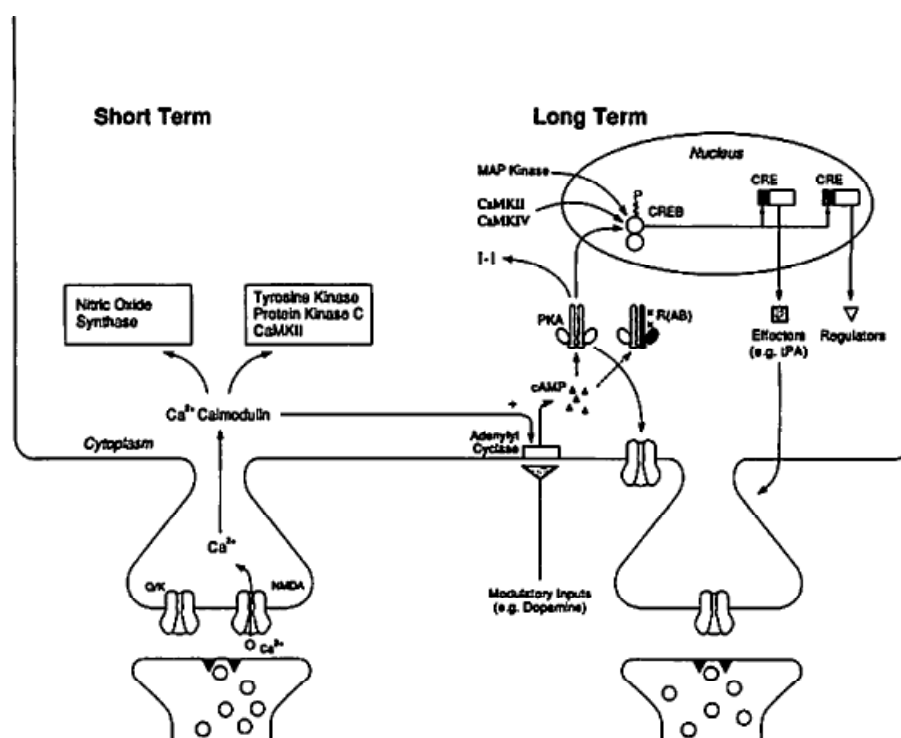 Short Term
Long Term
Nucleus
MAP Kinase
CRE
CRE
P
CaMKII
CaMKIV
CREB
I-1
Nitric Oxide
Synthase
Tyrosine Kinase
Protein Kinase C
CaMKII
PKA
R(AB)
Effectors
(e.g. tPA)
Regulators
cAMP
Ca²⁺ Calmodulin
+
Adenylyl
Cyclase
Cytoplasm
Ca²⁺
Q/K
NMDA
Ca²⁺
Modulatory Inputs
(e.g. Dopamine)